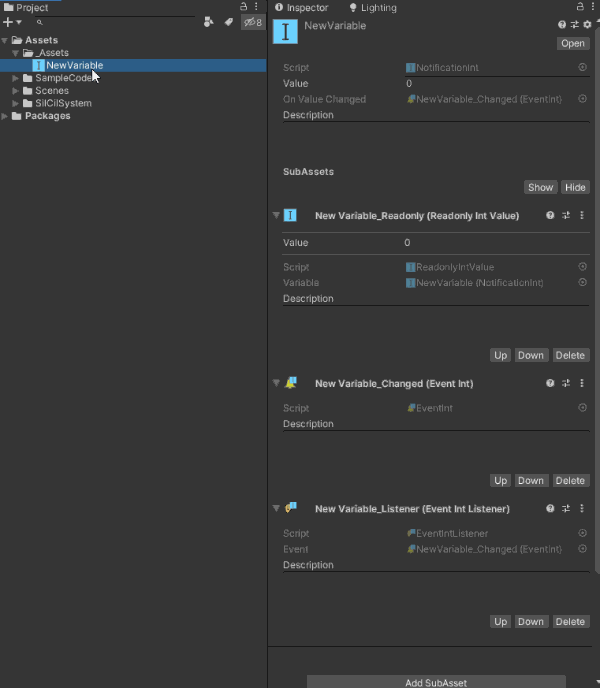 Project
8
Assets
_Assets
NewVariable
SampleCode
Scenes
SilCilSystem
Packages
Inspector
Lighting
NewVariable
Open
Script
NotificationInt
Value
0
On Value Changed
NewVariable_Changed (EventInt)
Description
SubAssets
Show
Hide
New Variable_Readonly (Readonly Int Value)
Value
0
Script
ReadonlyIntValue
Variable
NewVariable (NotificationInt)
Description
Up
Down
Delete
New Variable_Changed (Event Int)
Script
EventInt
Description
Up
Down
Delete
New Variable_Listener (Event Int Listener)
Script
EventIntListener
Event
NewVariable_Changed (EventInt)
Description
Up
Down
Delete
Add SubAsset